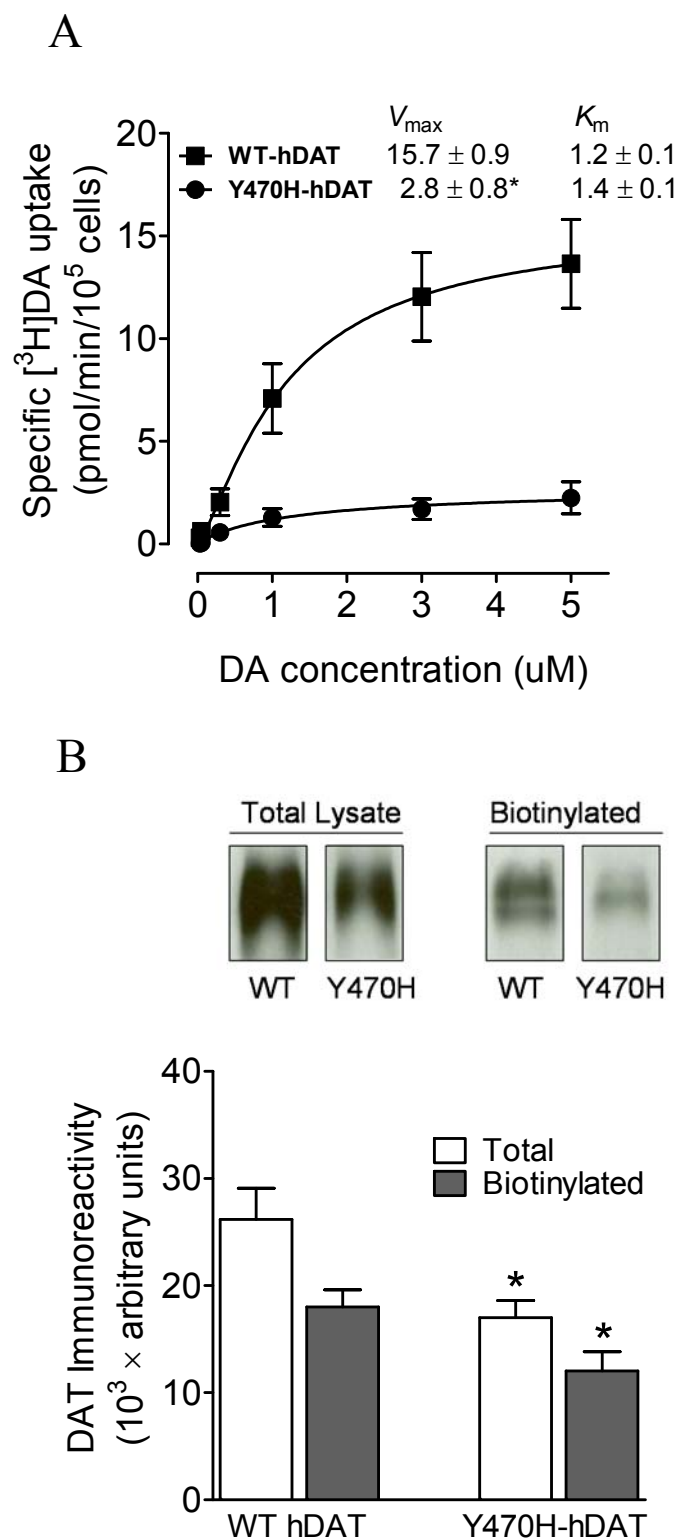 A
V_max K_m
20
WT-hDAT 15.7 ± 0.9 1.2 ± 0.1
Y470H-hDAT 2.8 ± 0.8* 1.4 ± 0.1
15
10
5
0
Specific [³H]DA uptake
(pmol/min/10⁵ cells)
0 1 2 3 4 5
DA concentration (uM)
B
Total Lysate Biotinylated
WT Y470H WT Y470H
40
30
20
10
0
DAT Immunoreactivity
(10³ × arbitrary units)
Total
Biotinylated
*
*
WT hDAT Y470H-hDAT